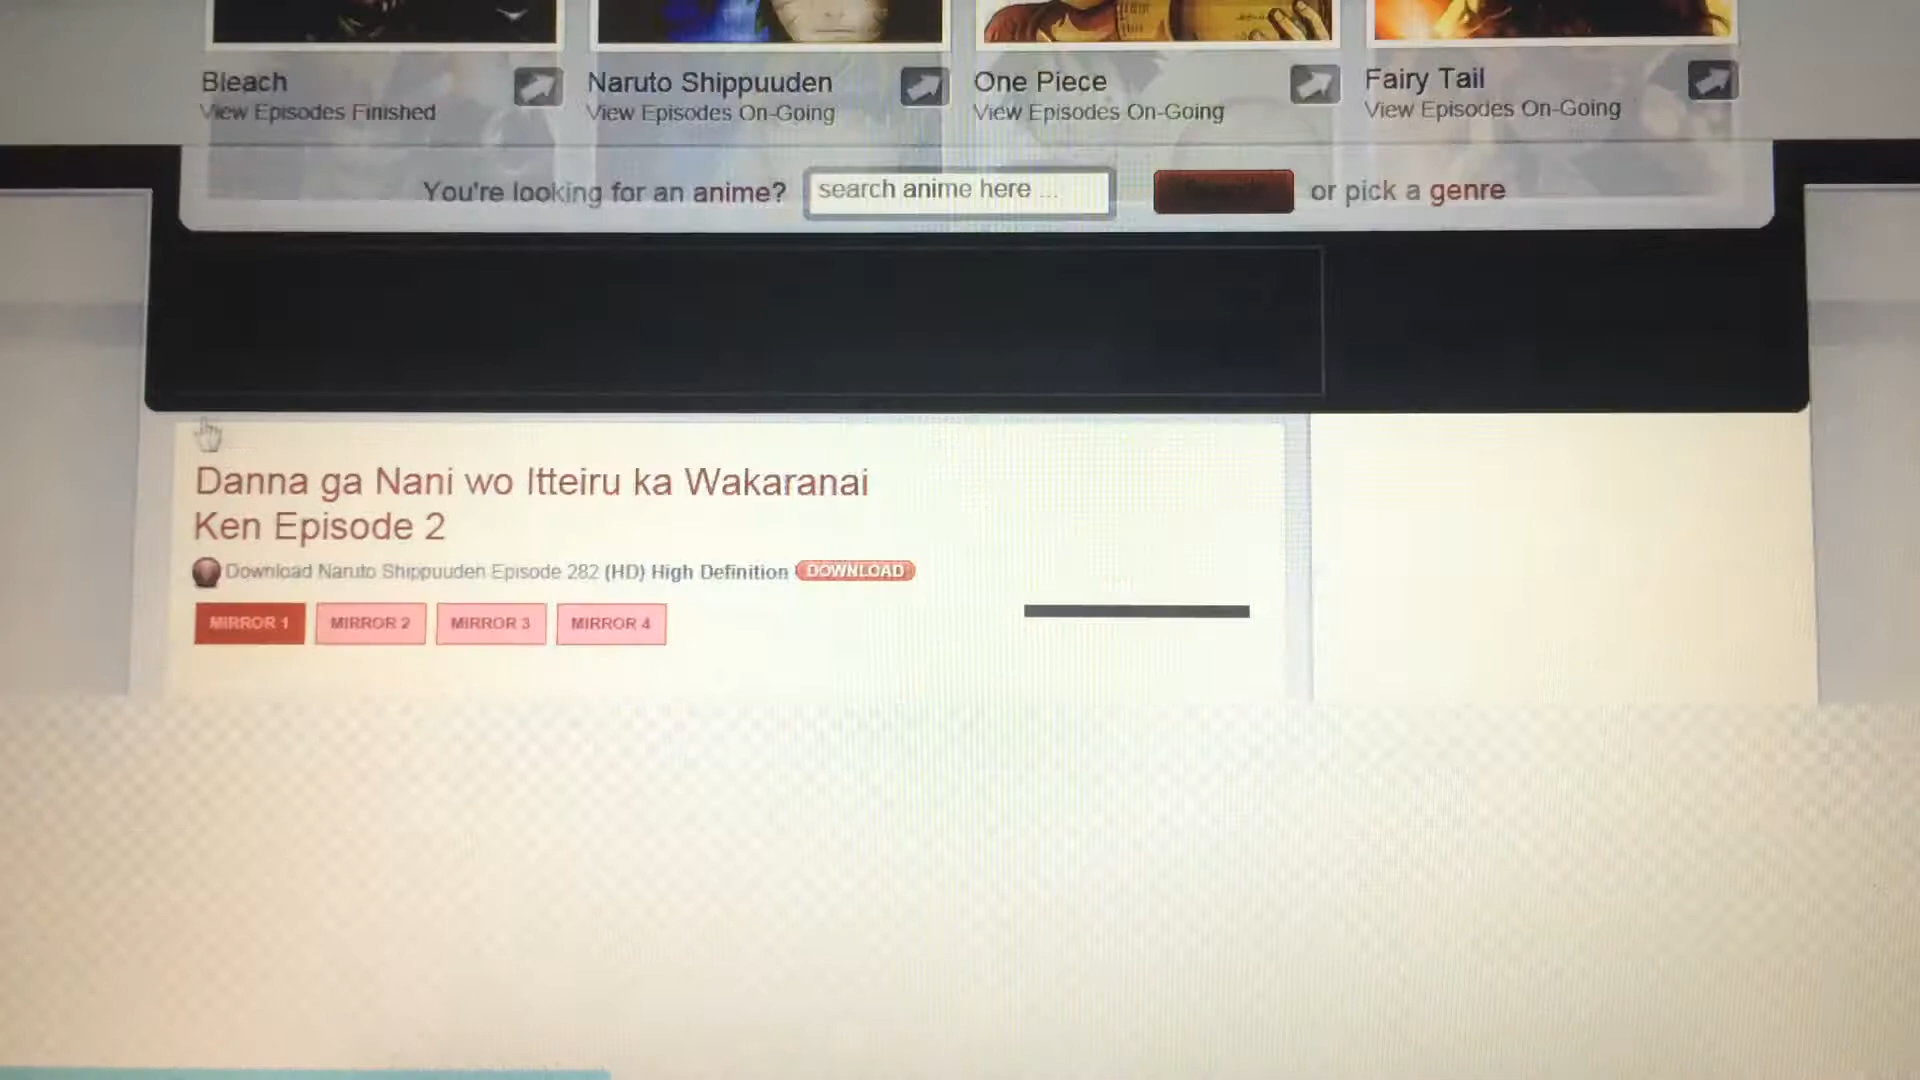 Bleach
View Episodes Finished
Naruto Shippuuden
View Episodes On-Going
One Piece
View Episodes On-Going
Fairy Tail
View Episodes On-Going
You're looking for an anime? search anime here ... or pick a genre
Danna ga Nani wo Itteiru ka Wakaranai
Ken Episode 2
Download Naruto Shippuuden Episode 282 (HD) High Definition DOWNLOAD
MIRROR 1 MIRROR 2 MIRROR 3 MIRROR 4